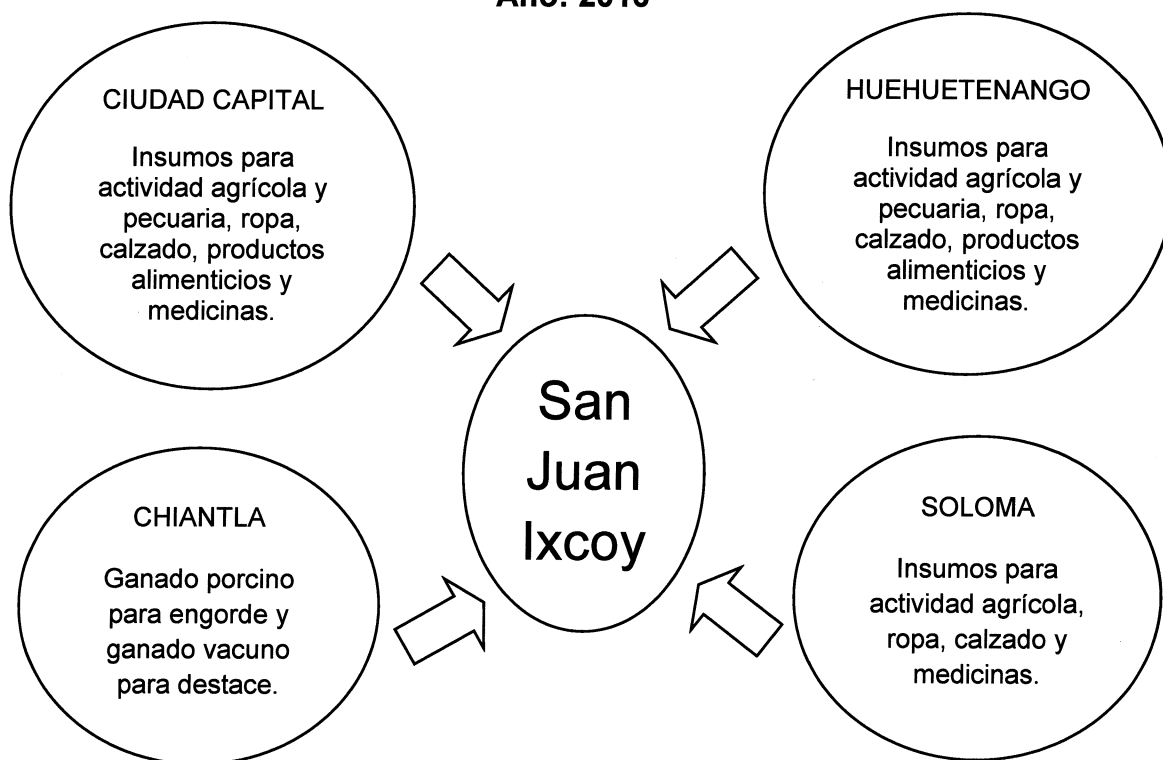 CIUDAD CAPITAL
Insumos para
actividad agrícola y
pecuaria, ropa,
calzado, productos
alimenticios y
medicinas.
HUEHUETENANGO
Insumos para
actividad agrícola y
pecuaria, ropa,
calzado, productos
alimenticios y
medicinas.
San
Juan
Ixcoy
CHIANTLA
Ganado porcino
para engorde y
ganado vacuno
para destace.
SOLOMA
Insumos para
actividad agrícola,
ropa, calzado y
medicinas.